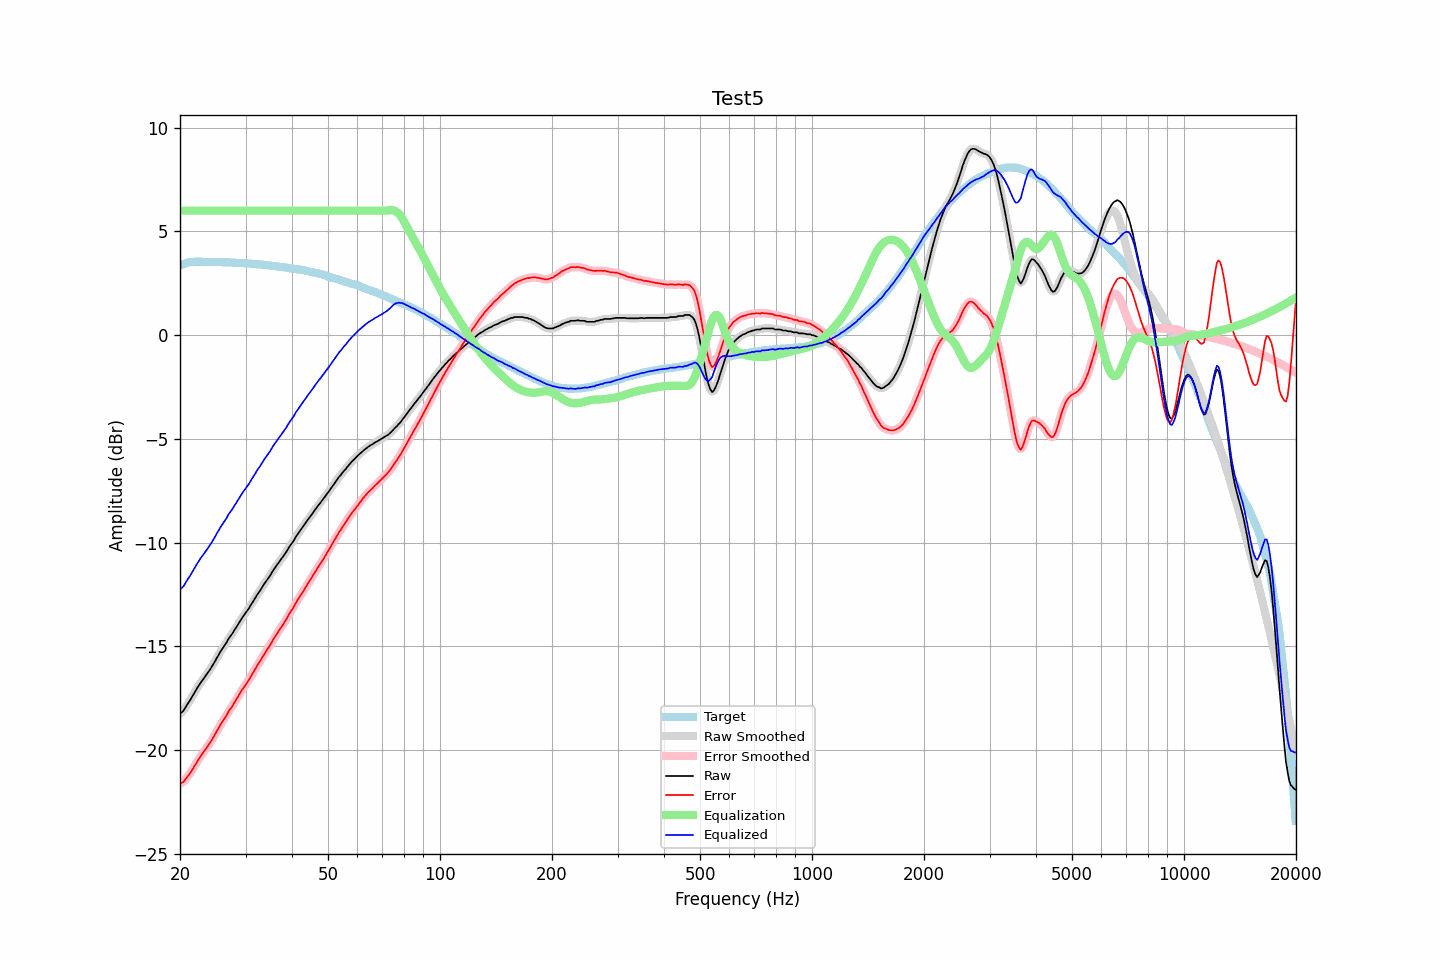 Test5
Amplitude (dBr)
10
5
0
−5
−10
−15
−20
−25
Target
Raw Smoothed
Error Smoothed
Raw
Error
Equalization
Equalized
20 50 100 200 500 1000 2000 5000 10000 20000
Frequency (Hz)